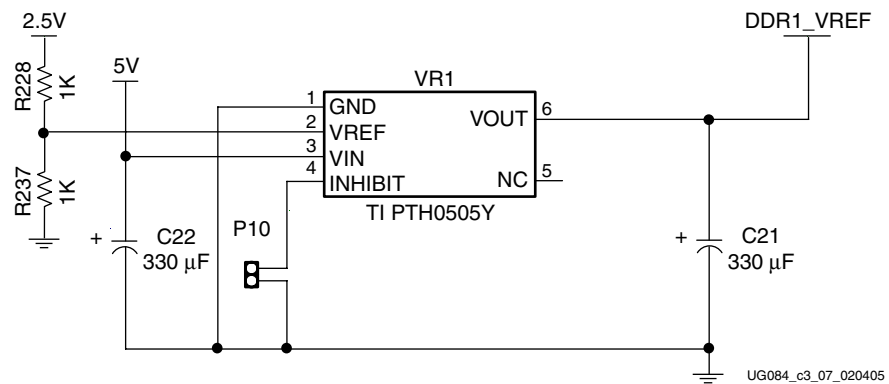 2.5V
DDR1_VREF
R228
1K
5V
VR1
1
GND
2
VREF
3
VIN
4
INHIBIT
VOUT
6
NC
5
TI PTH0505Y
R237
1K
+
C22
330 µF
P10
+
C21
330 µF
UG084_c3_07_020405